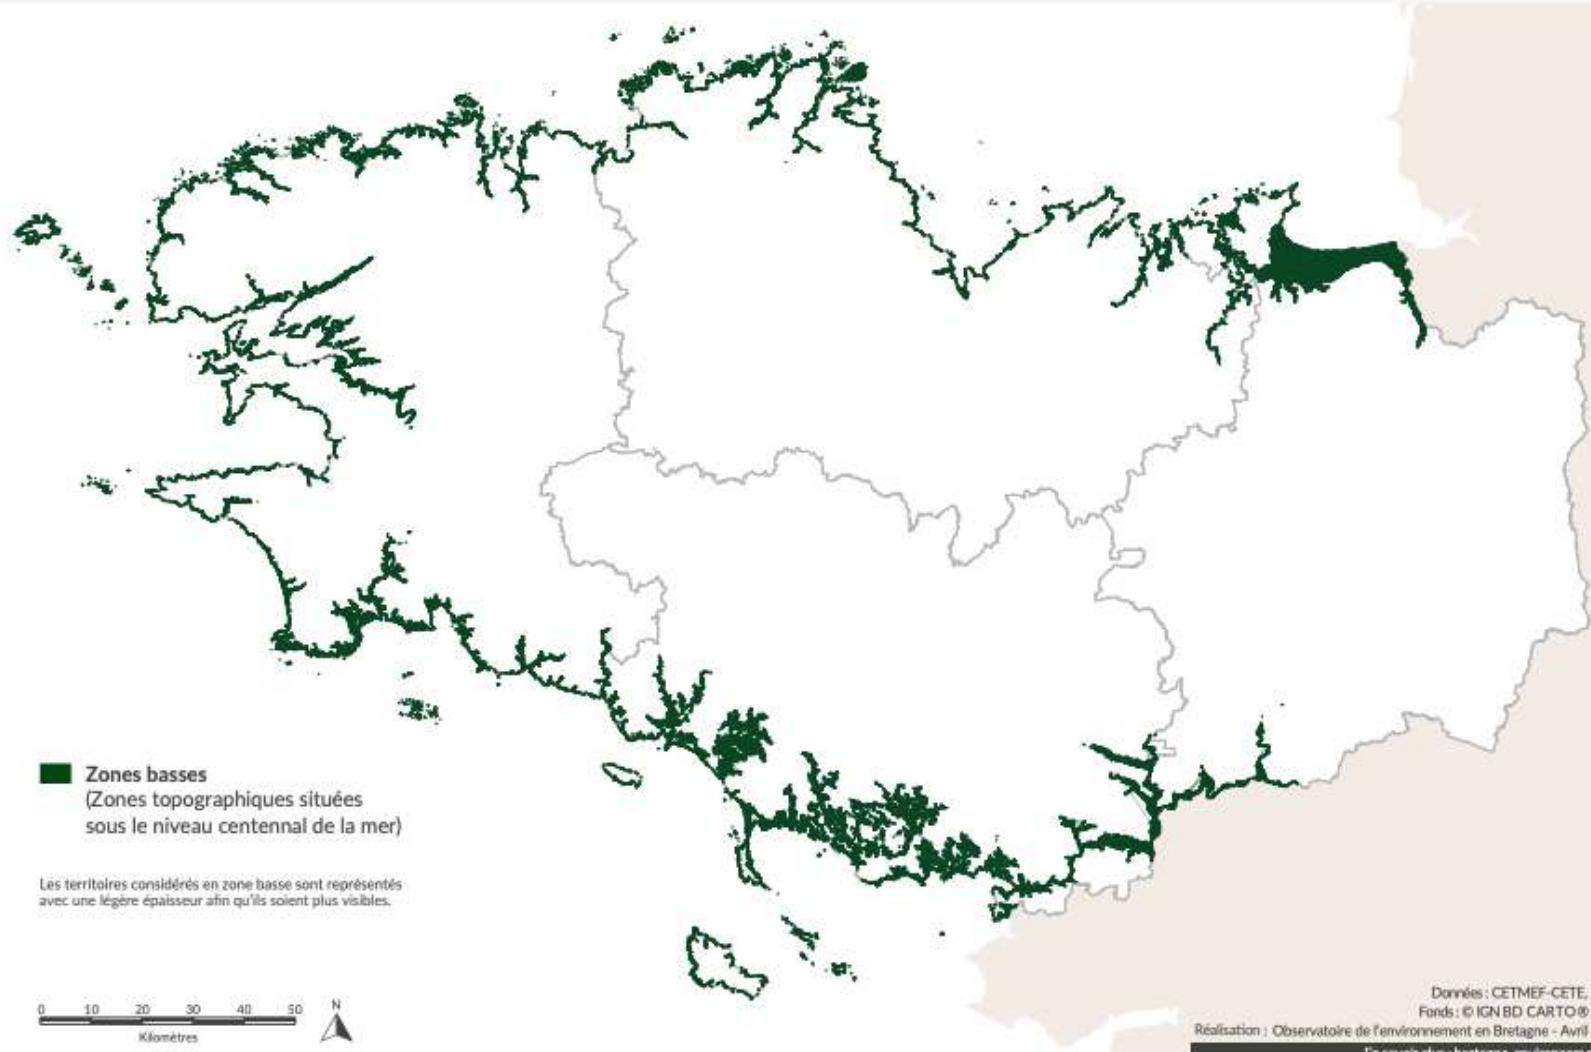 Zones basses
(Zones topographiques situées
sous le niveau centennal de la mer)
Les territoires considérés en zone basse sont représentés
avec une légère épaisseur afin qu'ils soient plus visibles.
0 10 20 30 40 50
Kilomètres
N
Données : CETMEF-CETE,
Fonds : © IGN BD CARTO®
Réalisation : Observatoire de l'environnement en Bretagne - Avril